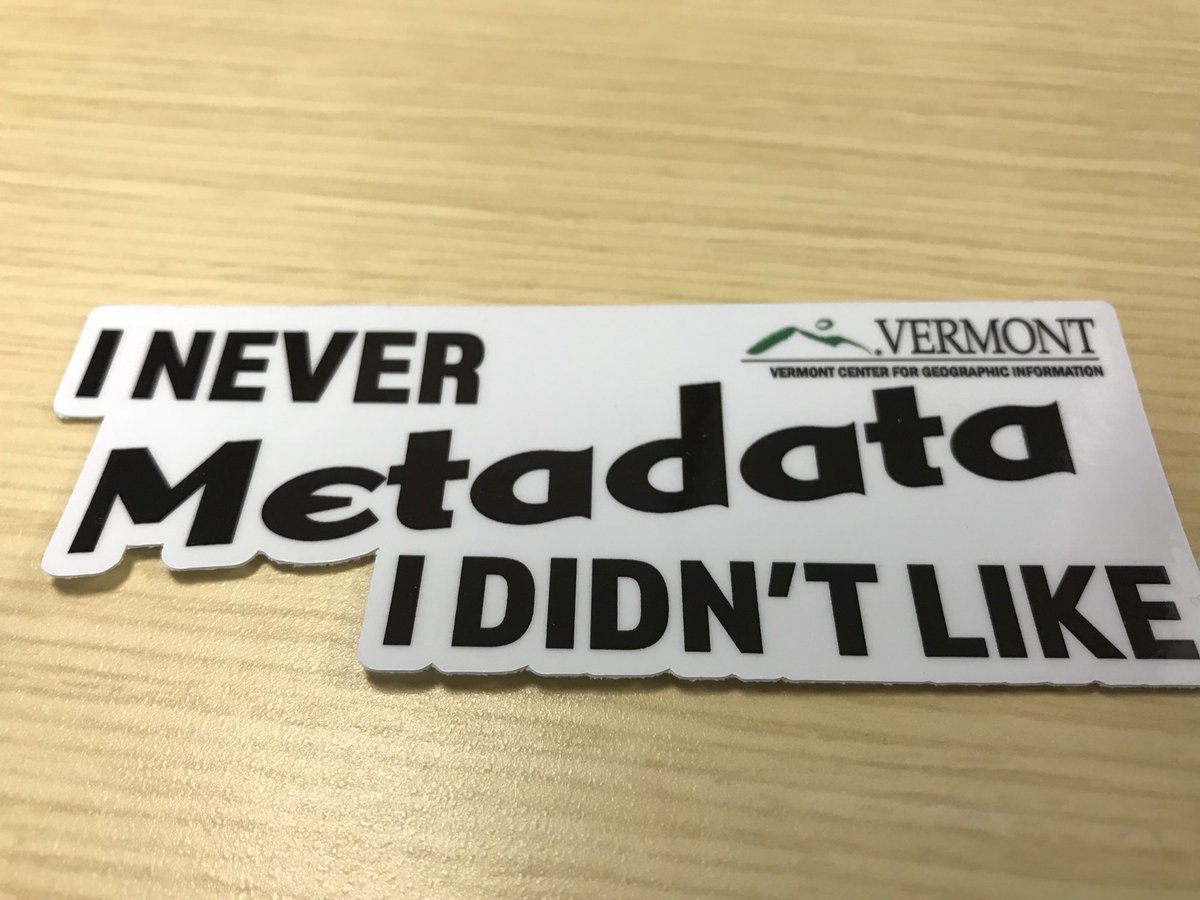 I NEVER
.VERMONT
VERMONT CENTER FOR GEOGRAPHIC INFORMATION
Metadata
I DIDN'T LIKE